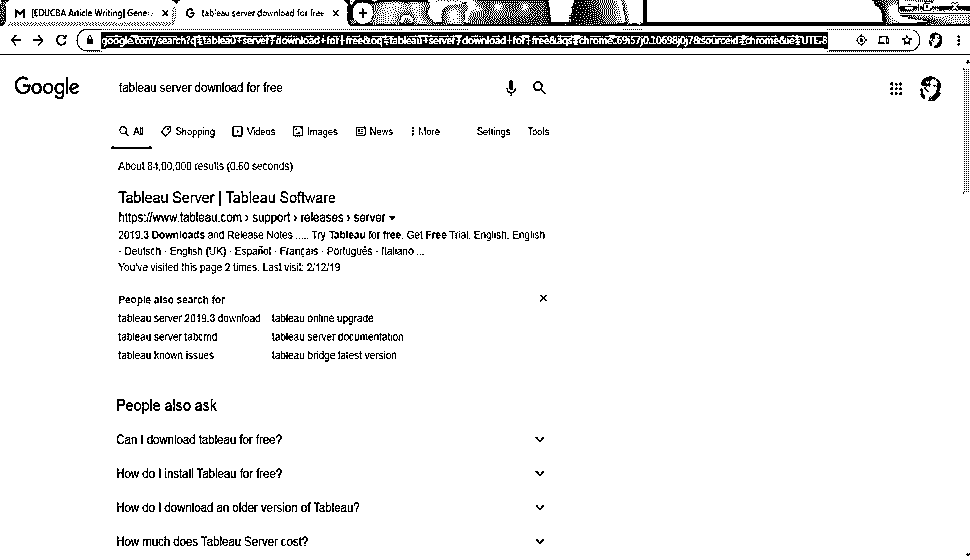 [EDUCBA Article Writing] Gener
tableau server download for free
google.com/search?q=tableau+server+download+for+free&oq=tableau+server+download+for+free&aqs=chrome..69i57j0.10698j0j7&sourceid=chrome&ie=UTF-8
Google
tableau server download for free
All Shopping Videos Images News More Settings Tools
About 84,00,000 results (0.60 seconds)
Tableau Server | Tableau Software
https://www.tableau.com › support › releases › server
2019.3 Downloads and Release Notes ..... Try Tableau for free. Get Free Trial. English. English
· Deutsch · English (UK) · Español · Français · Português · Italiano ...
You've visited this page 2 times. Last visit: 2/12/19
People also search for
tableau server 2019.3 download tableau online upgrade
tableau server tabcmd tableau server documentation
tableau known issues tableau bridge latest version
People also ask
Can I download tableau for free?
How do I install Tableau for free?
How do I download an older version of Tableau?
How much does Tableau Server cost?